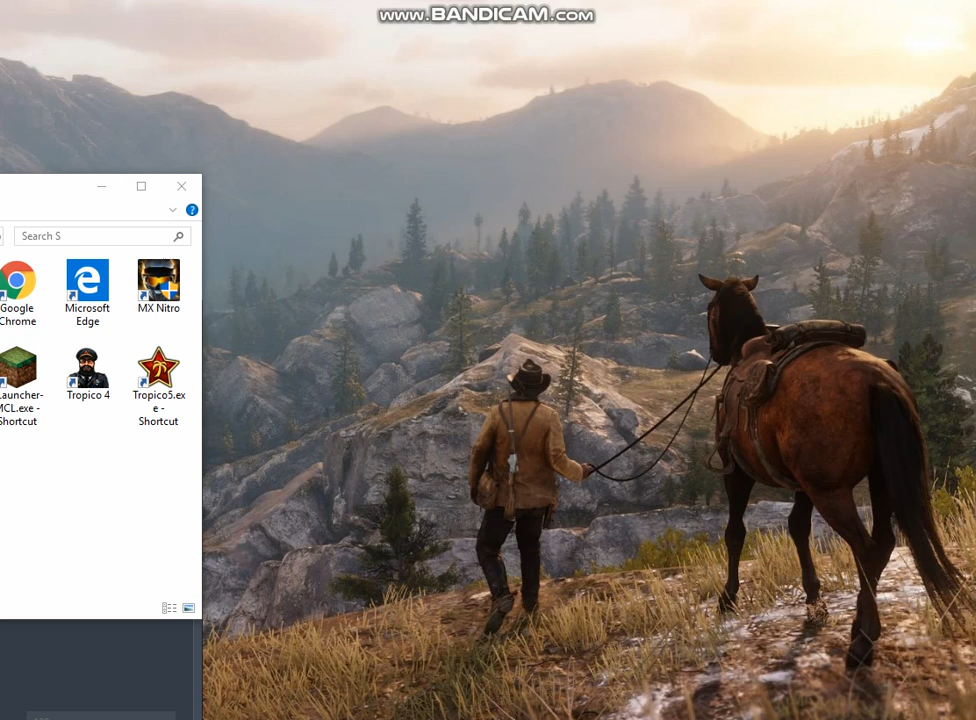 www.BANDICAM.com
Search S
Google
Chrome
Microsoft
Edge
MX Nitro
Launcher-
MCL.exe -
Shortcut
Tropico 4
Tropico5.ex
e -
Shortcut